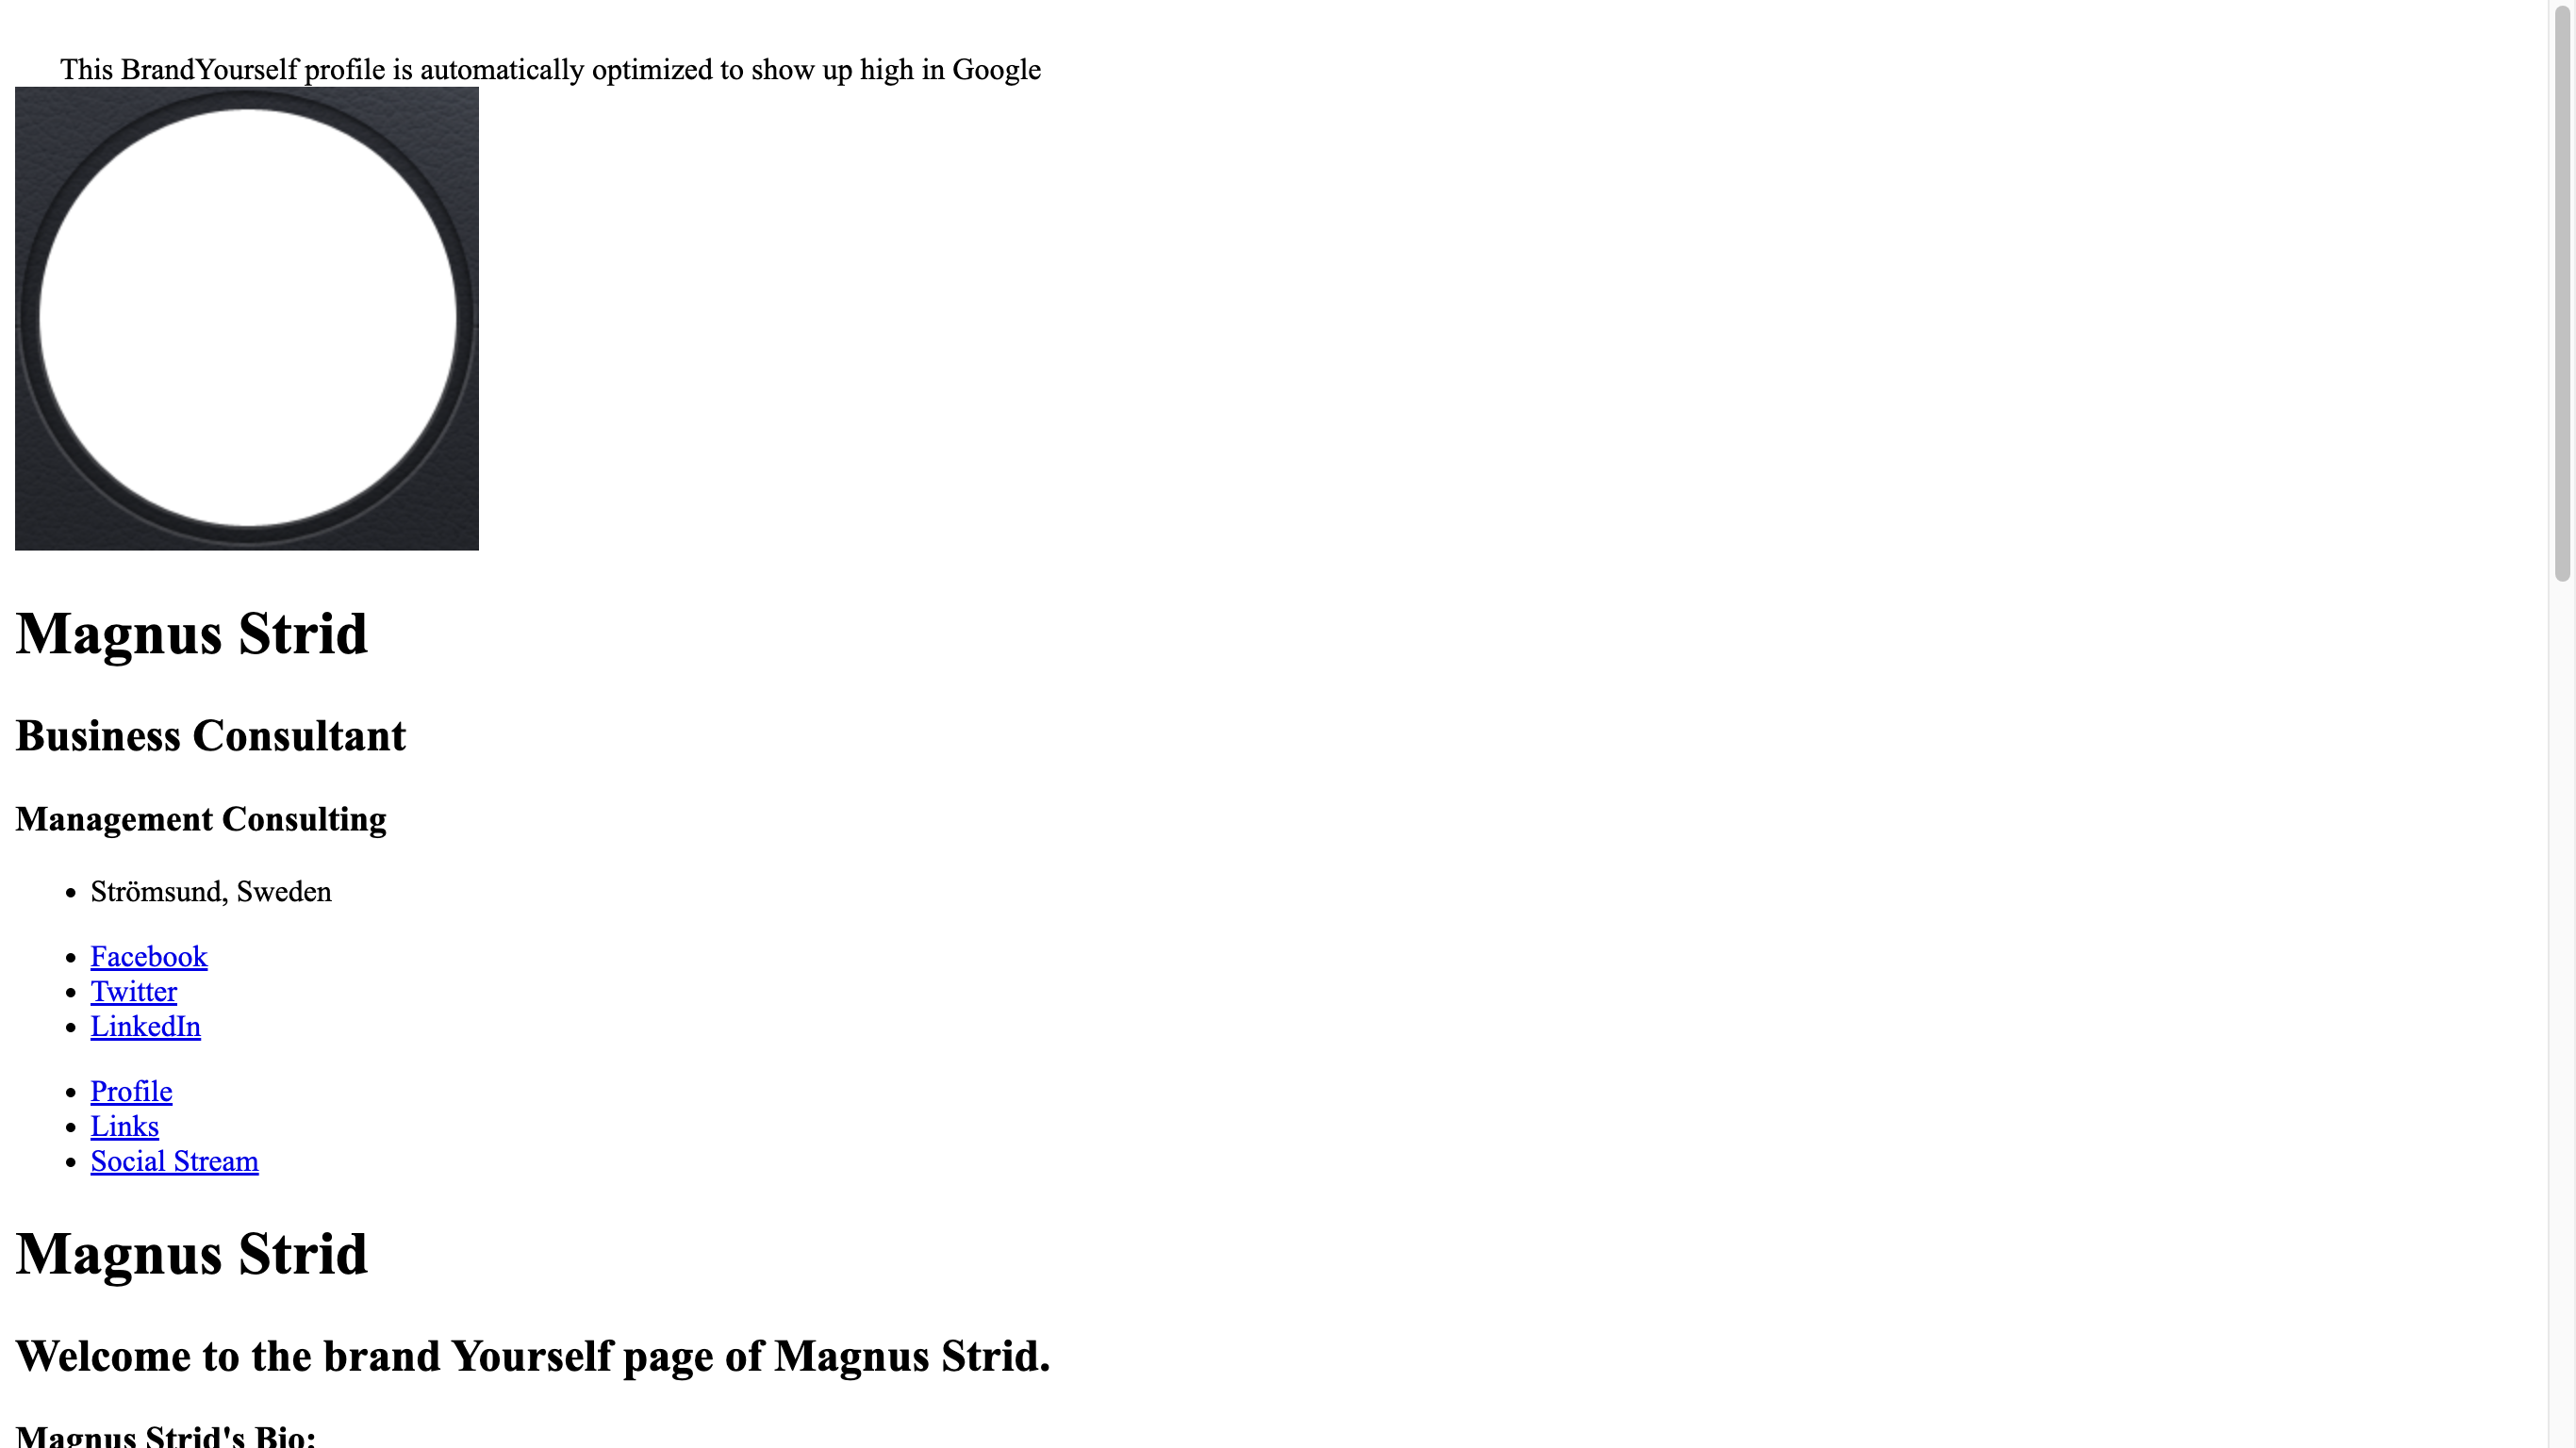 This BrandYourself profile is automatically optimized to show up high in Google
Magnus Strid
Business Consultant
Management Consulting
Strömsund, Sweden
Facebook
Twitter
LinkedIn
Profile
Links
Social Stream
Magnus Strid
Welcome to the brand Yourself page of Magnus Strid.
Magnus Strid's Bio: